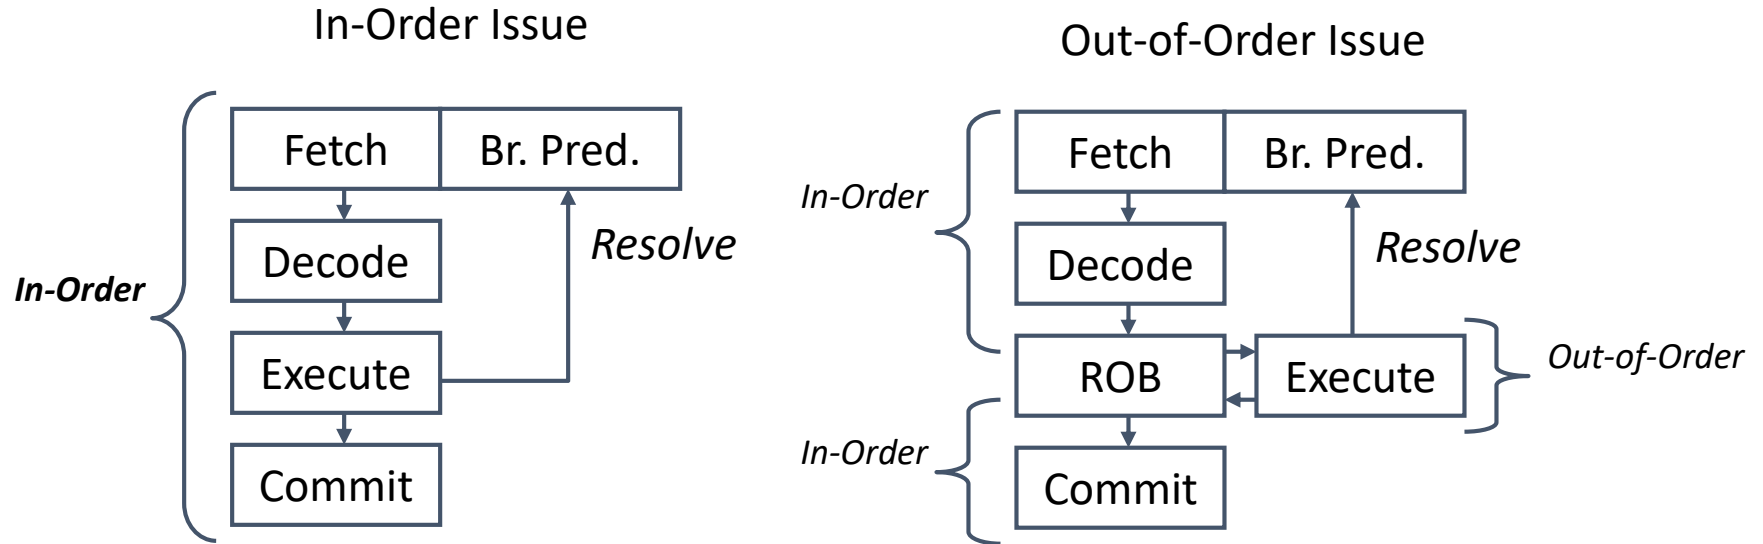 In-Order Issue
Fetch
Br. Pred.
Decode
Resolve
In-Order
Execute
Commit
Out-of-Order Issue
Fetch
Br. Pred.
In-Order
Decode
Resolve
ROB
Execute
Out-of-Order
In-Order
Commit